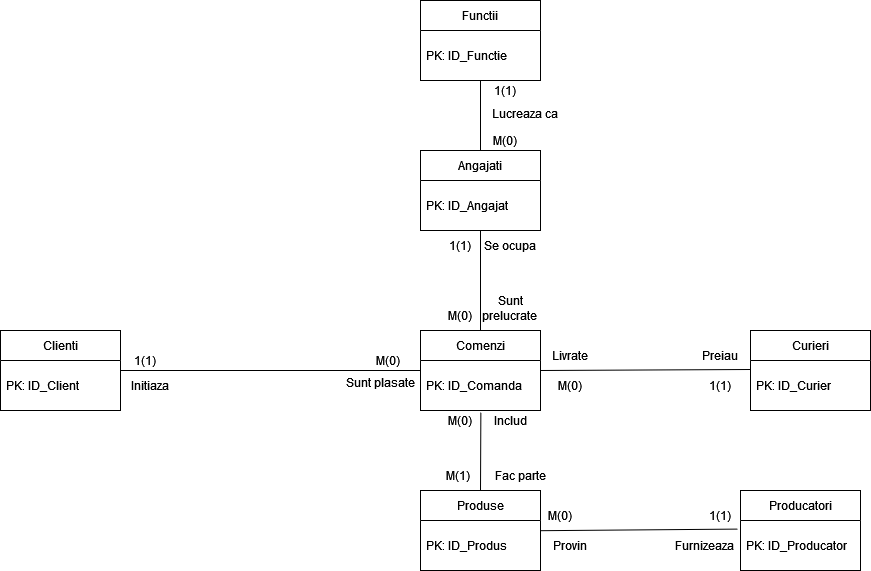 Functii
PK: ID_Functie
1(1)
Lucreaza ca
M(0)
Angajati
PK: ID_Angajat
1(1)
Se ocupa
Sunt
M(0)
prelucrate
Clienti
PK: ID_Client
1(1)
Initiaza
M(0)
Sunt plasate
Comenzi
PK: ID_Comanda
Livrate
M(0)
Preiau
1(1)
Curieri
PK: ID_Curier
M(0)
Includ
M(1)
Fac parte
Produse
PK: ID_Produs
M(0)
Provin
1(1)
Furnizeaza
Producatori
PK: ID_Producator